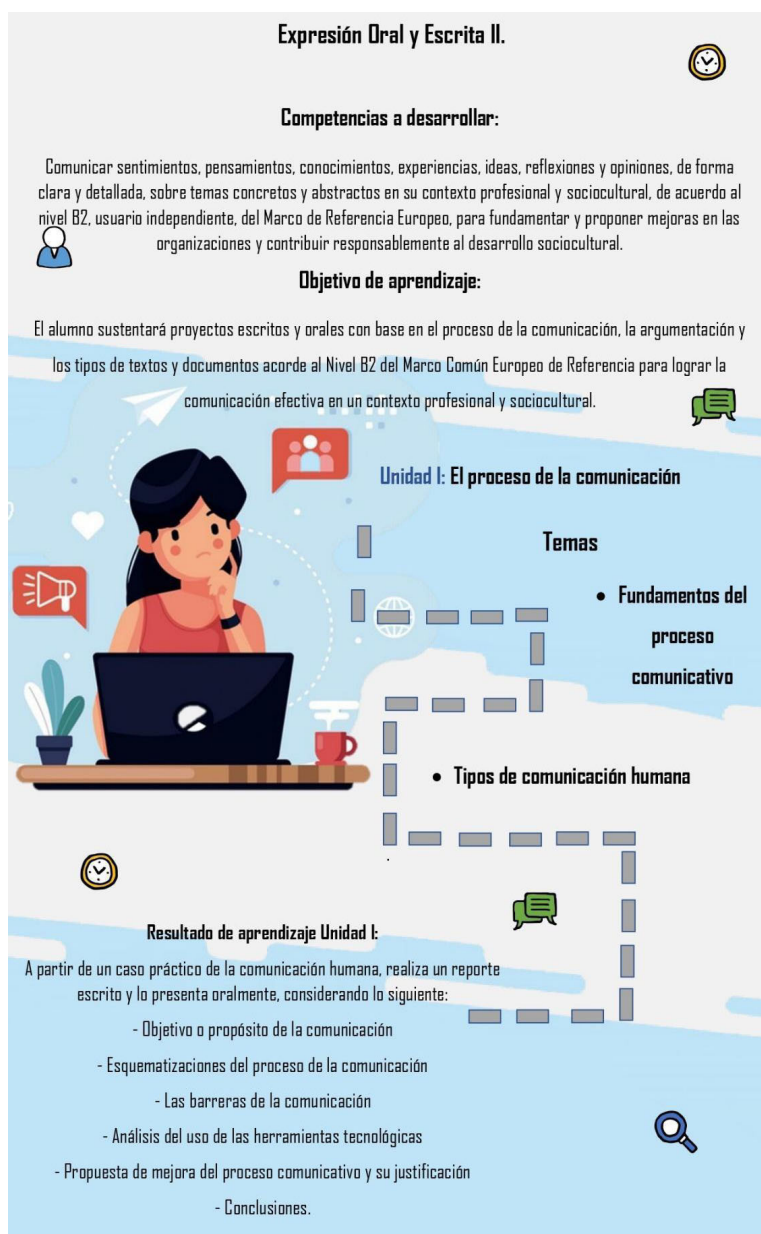 Expresión Oral y Escrita II.
Competencias a desarrollar:
Comunicar sentimientos, pensamientos, conocimientos, experiencias, ideas, reflexiones y opiniones, de forma
clara y detallada, sobre temas concretos y abstractos en su contexto profesional y sociocultural, de acuerdo al
nivel B2, usuario independiente, del Marco de Referencia Europeo, para fundamentar y proponer mejoras en las
organizaciones y contribuir responsablemente al desarrollo sociocultural.
Objetivo de aprendizaje:
El alumno sustentará proyectos escritos y orales con base en el proceso de la comunicación, la argumentación y
los tipos de textos y documentos acorde al Nivel B2 del Marco Común Europeo de Referencia para lograr la
comunicación efectiva en un contexto profesional y sociocultural.
Unidad I: El proceso de la comunicación
Temas
• Fundamentos del
proceso
comunicativo
• Tipos de comunicación humana
.
Resultado de aprendizaje Unidad I:
A partir de un caso práctico de la comunicación humana, realiza un reporte
escrito y lo presenta oralmente, considerando lo siguiente:
- Objetivo o propósito de la comunicación
- Esquematizaciones del proceso de la comunicación
- Las barreras de la comunicación
- Análisis del uso de las herramientas tecnológicas
- Propuesta de mejora del proceso comunicativo y su justificación
- Conclusiones.